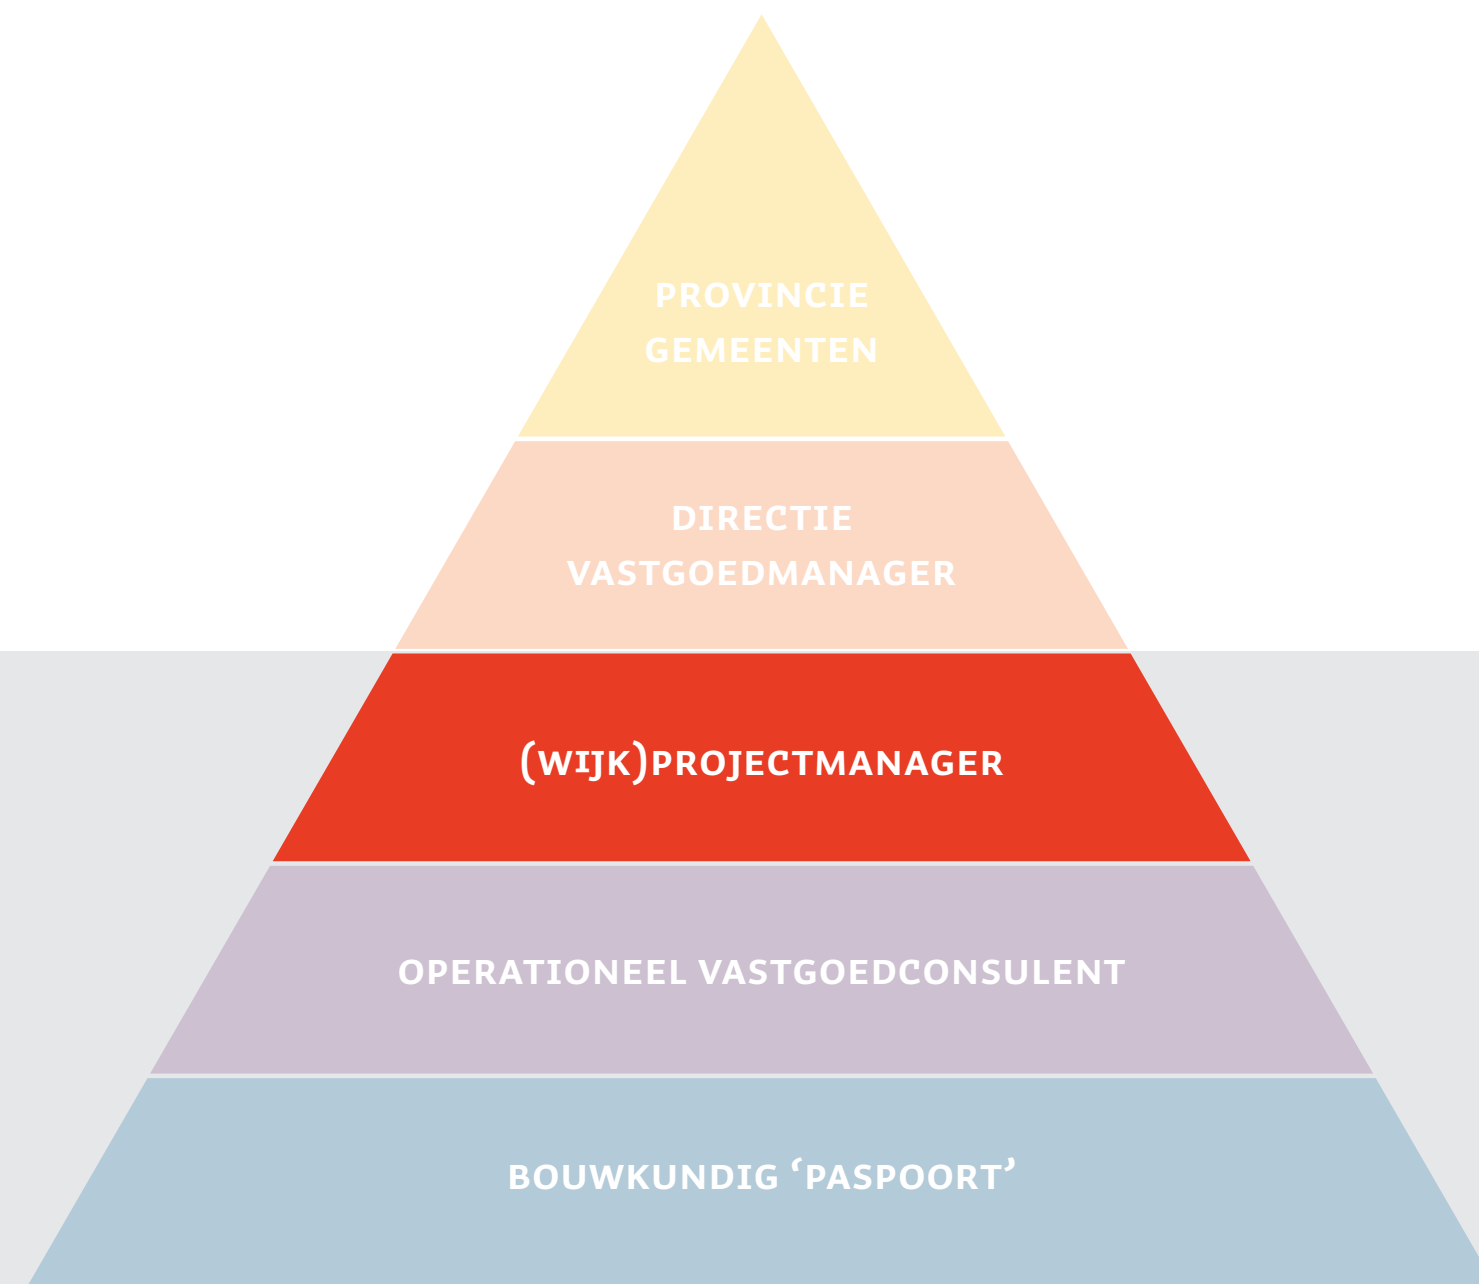 PROVINCIE
GEMEENTEN
DIRECTIE
VASTGOEDMANAGER
(WIJK)PROJECTMANAGER
OPERATIONEEL VASTGOEDCONSULENT
BOUWKUNDIG ‘PASPOORT’